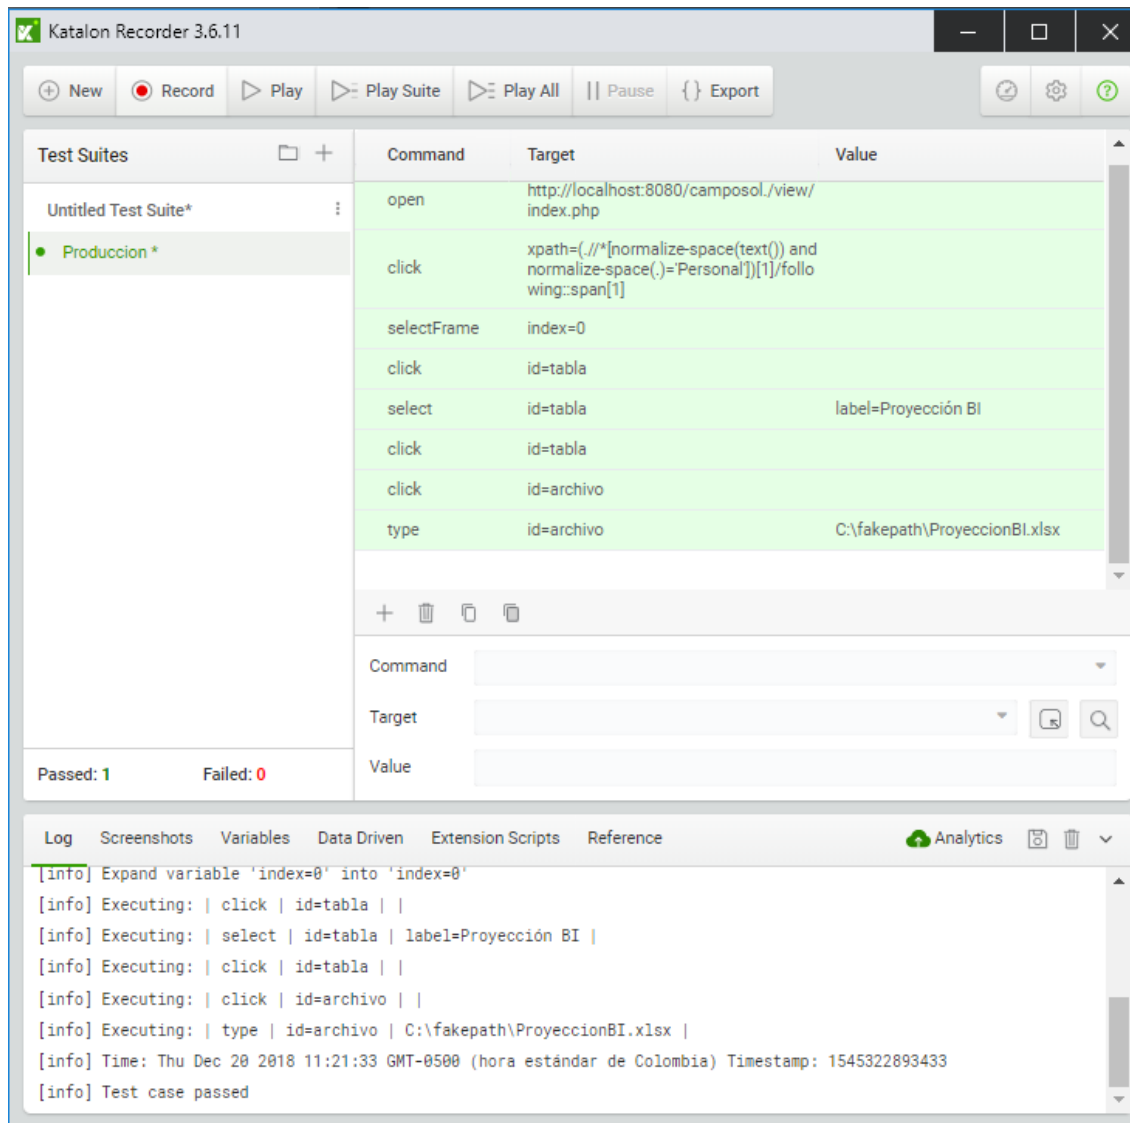 Katalon Recorder 3.6.11
New Record Play Play Suite Play All Pause Export
Test Suites
Untitled Test Suite*
Produccion *
Passed: 1 Failed: 0
Command Target Value
open http://localhost:8080/camposol./view/
index.php
click xpath=(.//*[normalize-space(text()) and
normalize-space(.)='Personal'])[1]/follo
wing::span[1]
selectFrame index=0
click id=tabla
select id=tabla label=Proyección BI
click id=tabla
click id=archivo
type id=archivo C:\fakepath\ProyeccionBI.xlsx
Command
Target
Value
Log Screenshots Variables Data Driven Extension Scripts Reference Analytics
[info] Expand variable 'index=0' into 'index=0'
[info] Executing: | click | id=tabla | |
[info] Executing: | select | id=tabla | label=Proyección BI |
[info] Executing: | click | id=tabla | |
[info] Executing: | click | id=archivo | |
[info] Executing: | type | id=archivo | C:\fakepath\ProyeccionBI.xlsx |
[info] Time: Thu Dec 20 2018 11:21:33 GMT-0500 (hora estándar de Colombia) Timestamp: 1545322893433
[info] Test case passed